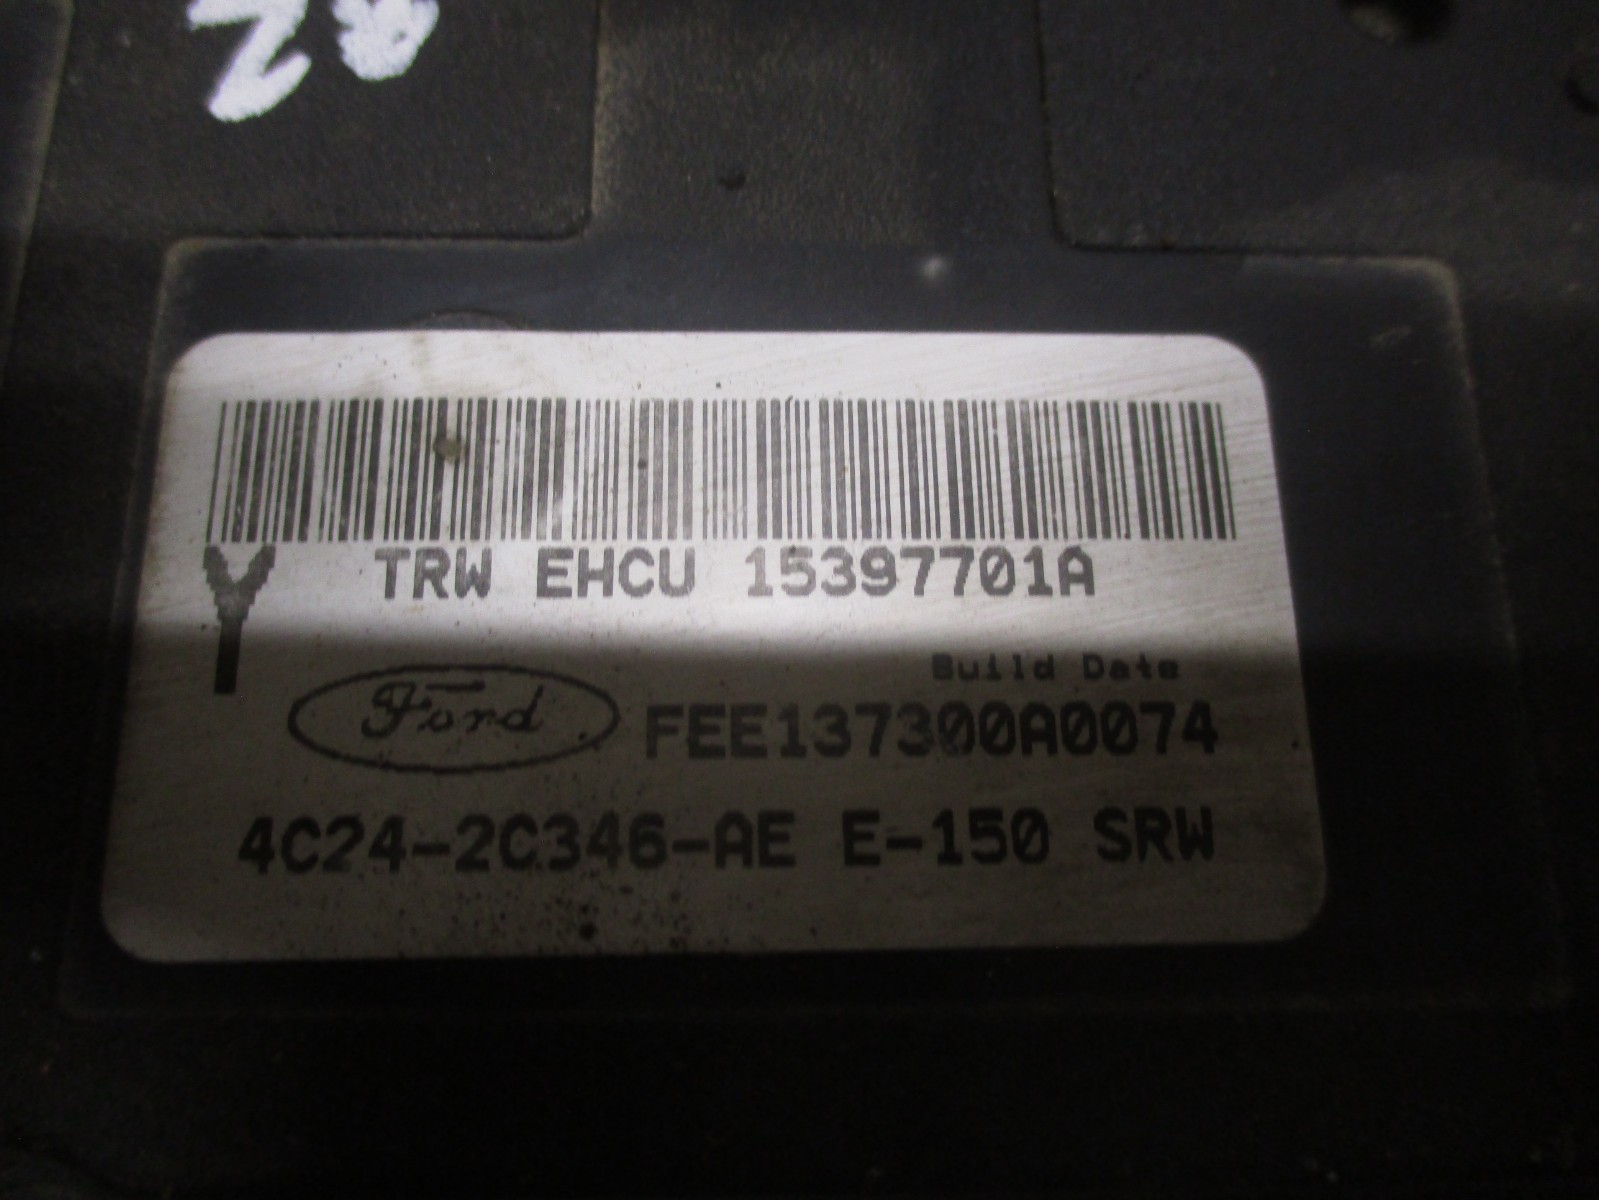 TRW EHCU 15397701A
Y
Build Date
Ford FEE137300A0074
4C24-2C346-AE E-150 SRW